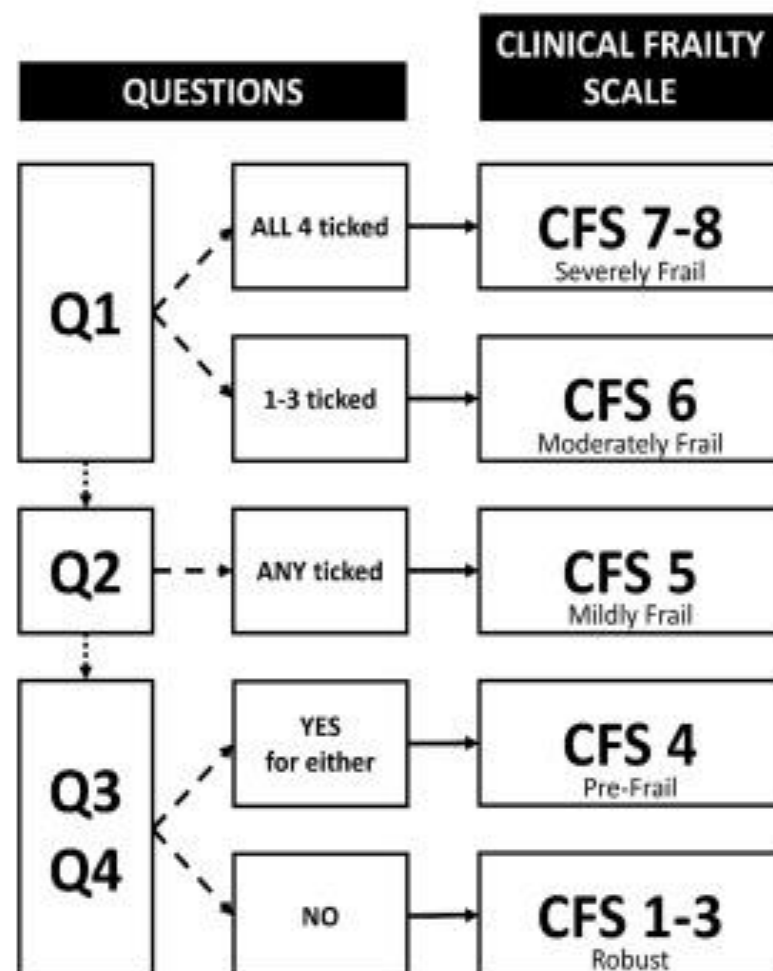 QUESTIONS
CLINICAL FRAILTY
SCALE
Q1
ALL 4 ticked
CFS 7-8
Severely Frail
1-3 ticked
CFS 6
Moderately Frail
Q2
ANY ticked
CFS 5
Mildly Frail
Q3
Q4
YES
for either
CFS 4
Pre-Frail
NO
CFS 1-3
Robust